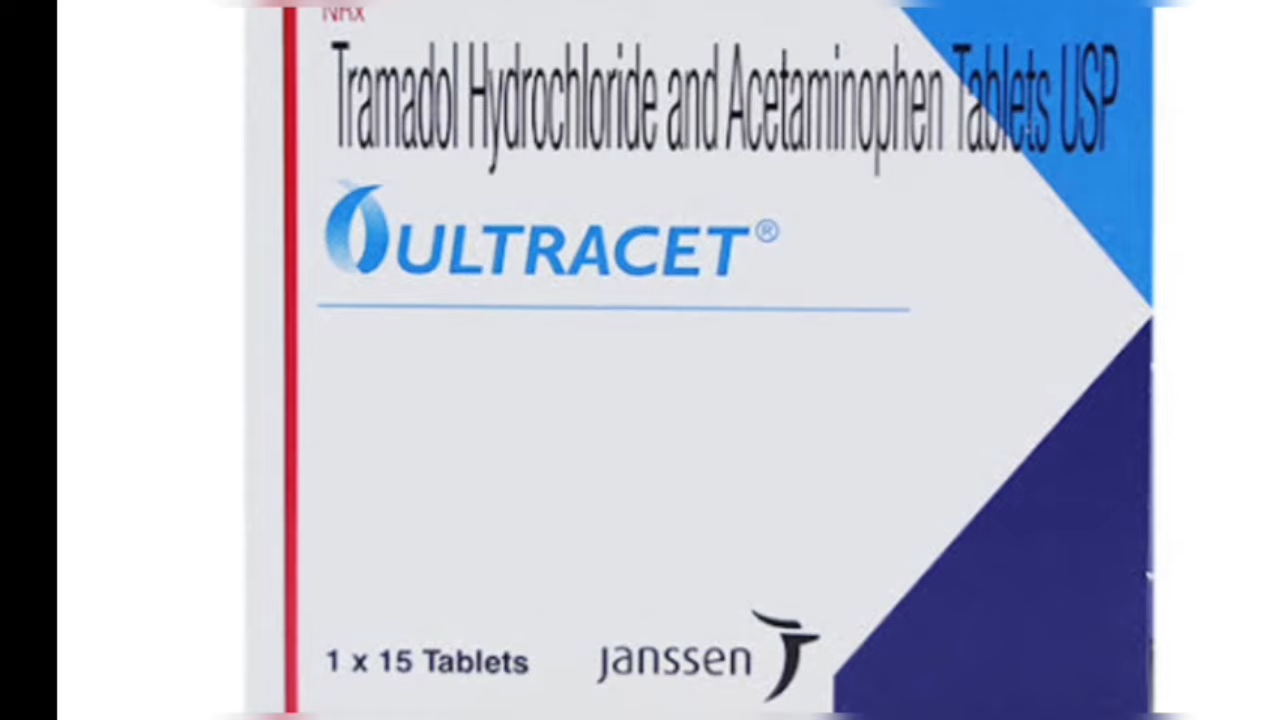 NRx
Tramadol Hydrochloride and Acetaminophen Tablets USP
ULTRACET®
1 x 15 Tablets
janssen